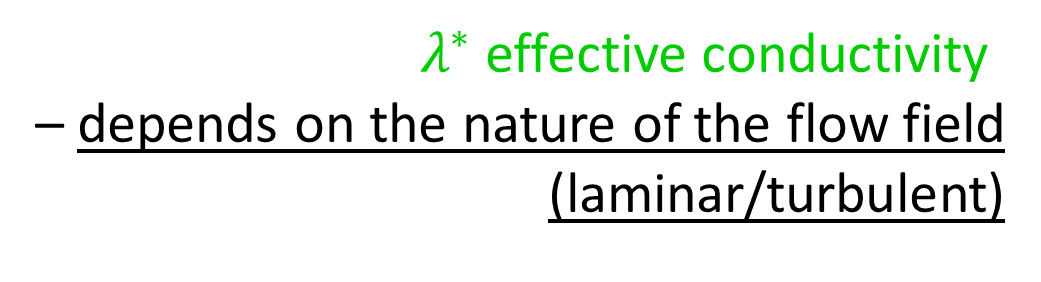 λ* effective conductivity
– depends on the nature of the flow field
(laminar/turbulent)